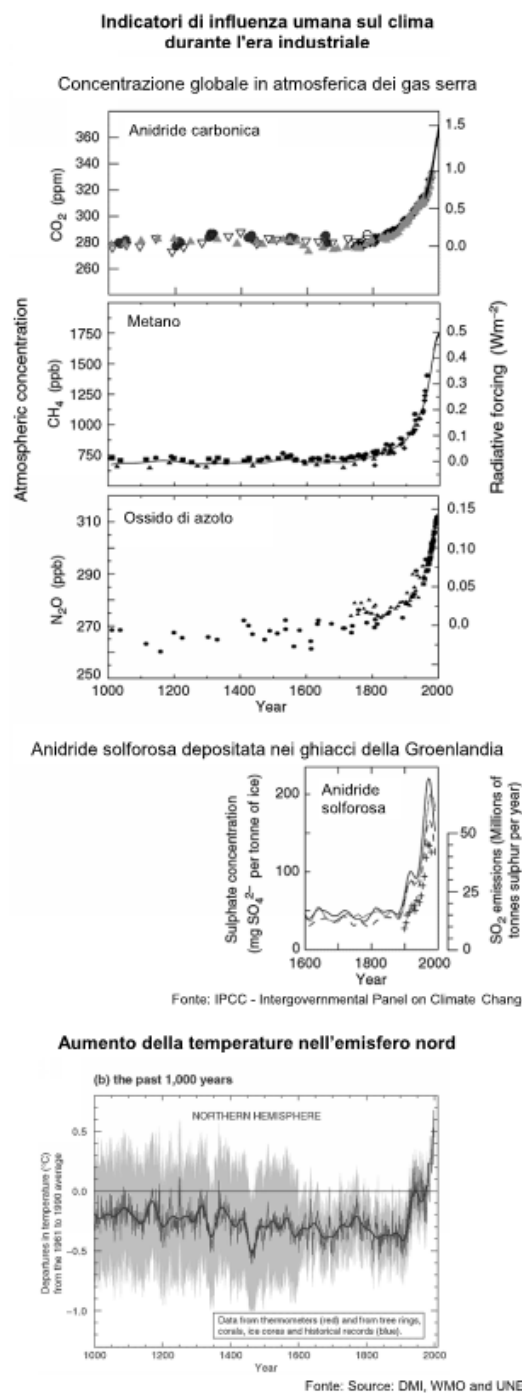 Indicatori di influenza umana sul clima
durante l'era industriale
Concentrazione globale in atmosferica dei gas serra
Anidride carbonica
360
340
320
300
280
260
CO₂ (ppm)
1.5
1.0
0.5
0.0
Metano
1750
1500
1250
1000
750
CH₄ (ppb)
0.5
0.4
0.3
0.2
0.1
0.0
Atmospheric concentration
Radiative forcing (Wm⁻²)
Ossido di azoto
310
290
270
250
N₂O (ppb)
0.15
0.10
0.05
0.0
1000 1200 1400 1600 1800 2000
Year
Anidride solforosa depositata nei ghiacci della Groenlandia
Anidride
solforosa
200
100
0
Sulphate concentration
(mg SO₄²⁻ per tonne of ice)
50
25
0
SO₂ emissions (Millions of
tonnes sulphur per year)
1600 1800 2000
Year
Fonte: IPCC - Intergovernmental Panel on Climate Chang
Aumento della temperature nell'emisfero nord
(b) the past 1,000 years
NORTHERN HEMISPHERE
0.5
0.0
−0.5
−1.0
Departures in temperature (°C)
from the 1961 to 1990 average
Data from thermometers (red) and from tree rings,
corals, ice cores and historical records (blue).
1000 1200 1400 1600 1800 2000
Year
Fonte: Source: DMI, WMO and UNE